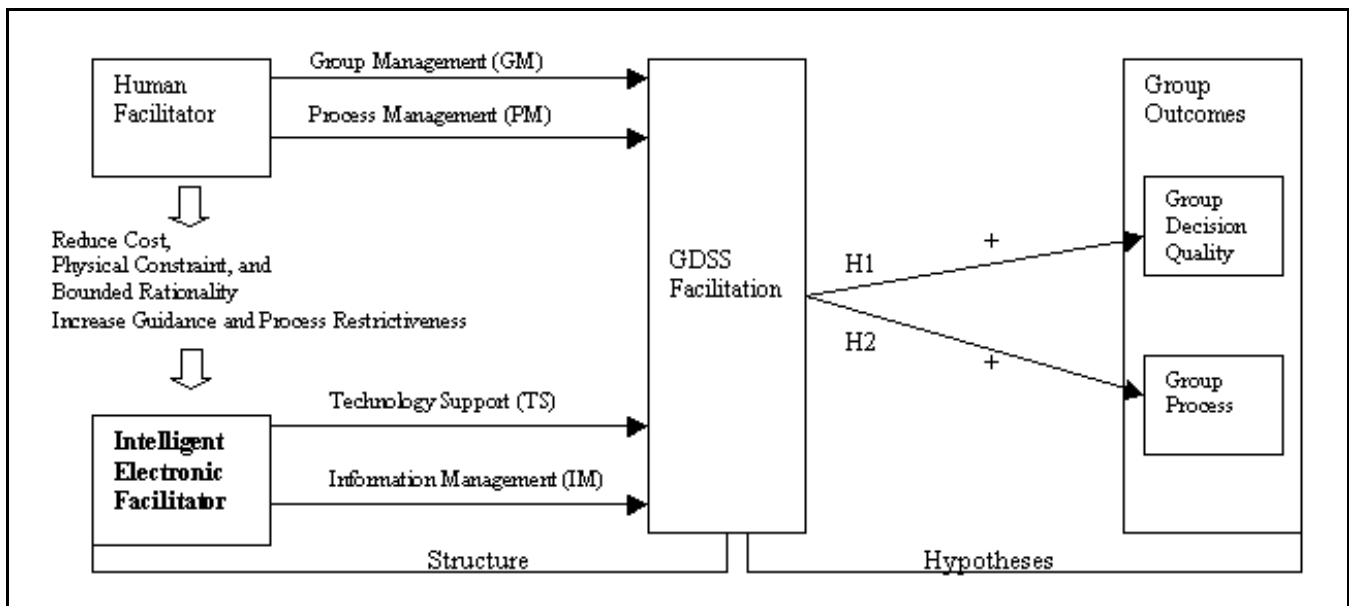 Human
Facilitator
Group Management (GM)
Process Management (PM)
Reduce Cost,
Physical Constraint, and
Bounded Rationality
Increase Guidance and Process Restrictiveness
Intelligent
Electronic
Facilitator
Technology Support (TS)
Information Management (IM)
GDSS
Facilitation
H1
+
H2
+
Group
Outcomes
Group
Decision
Quality
Group
Process
Structure
Hypotheses